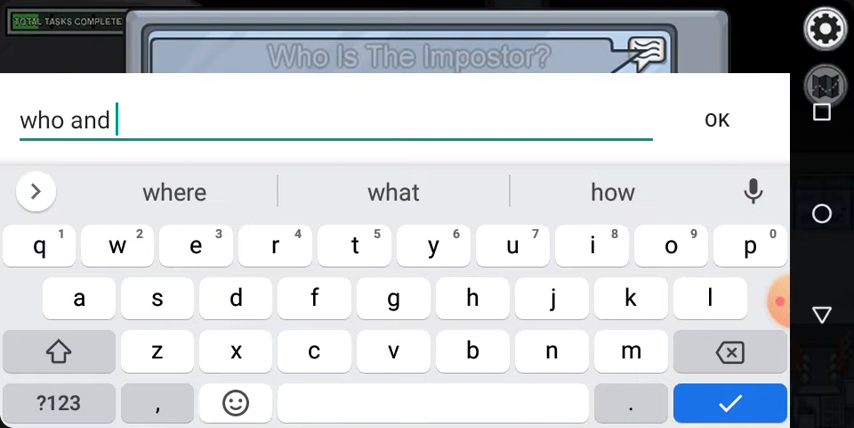 TOTAL TASKS COMPLETE
Who Is The Impostor?
who and
OK
where what how
q 1 w 2 e 3 r 4 t 5 y 6 u 7 i 8 o 9 p 0
a s d f g h j k l
z x c v b n m
?123 , .